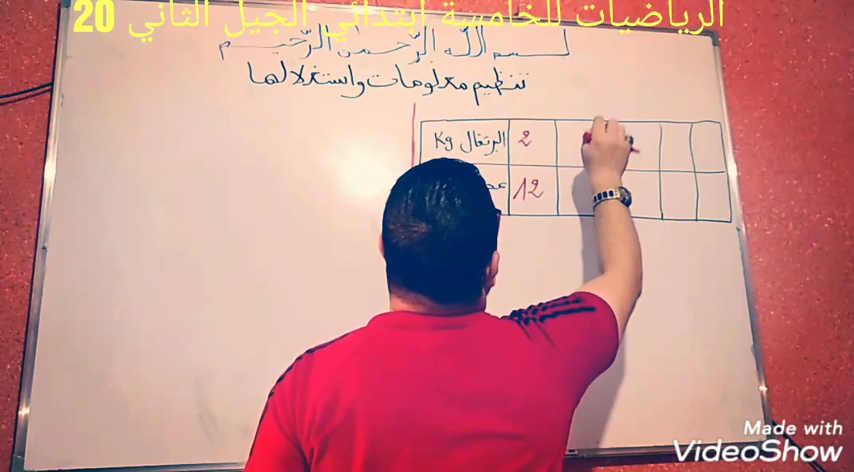 الرياضيات للخامسة ابتدائي الجيل الثاني 20
بسم الله الرحمن الرحيم
تنظيم معلومات واستغلالها
البرتقال Kg 2
12
Made with
VideoShow